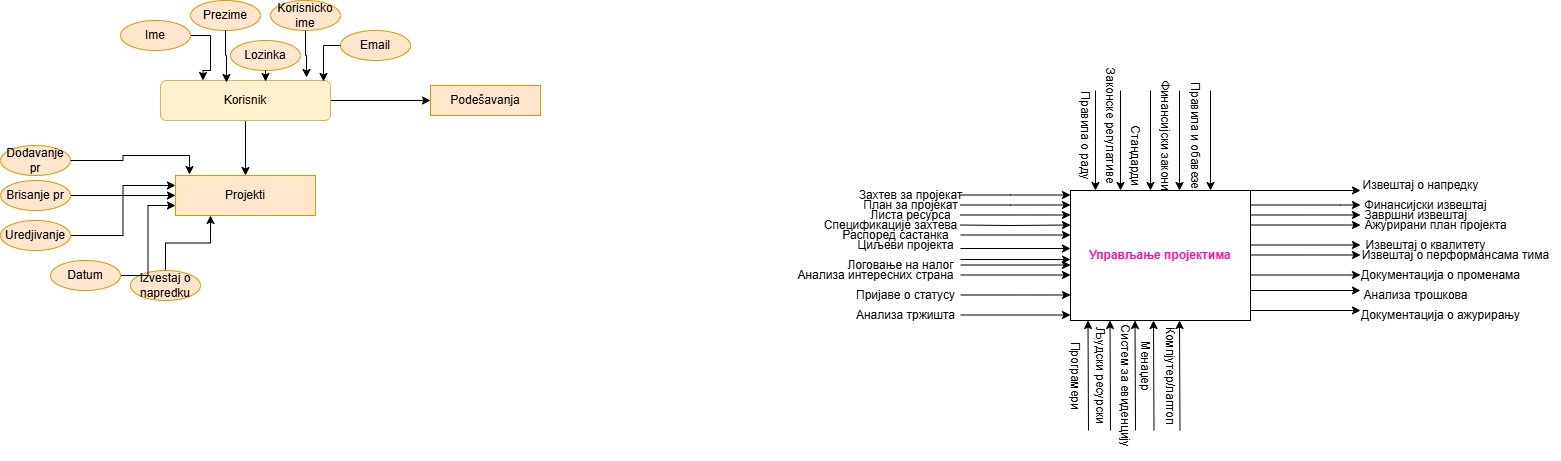 Ime
Prezime
Korisnicko
ime
Lozinka
Email
Korisnik
Podešavanja
Dodavanje
pr
Brisanje pr
Uredjivanje
Datum
Izvestaj o
napredku
Projekti
Правила о раду
Законске регулативе
Стандарди
Финансијски закони
Правила и обавезе
Захтев за пројекат
План за пројекат
Листа ресурса
Спецификације захтева
Распоред састанка
Циљеви пројекта
Логовање на налог
Анализа интересних страна
Пријаве о статусу
Анализа тржишта
Управљање пројектима
Извештај о напредку
Финансијски извештај
Завршни извештај
Ажурирани план пројекта
Извештај о квалитету
Извештај о перформансама тима
Документација о променама
Анализа трошкова
Документација о ажурирању
Програмери
Људски ресурски
Систем за евиденцију
Менаџер
Компјутер/лаптоп